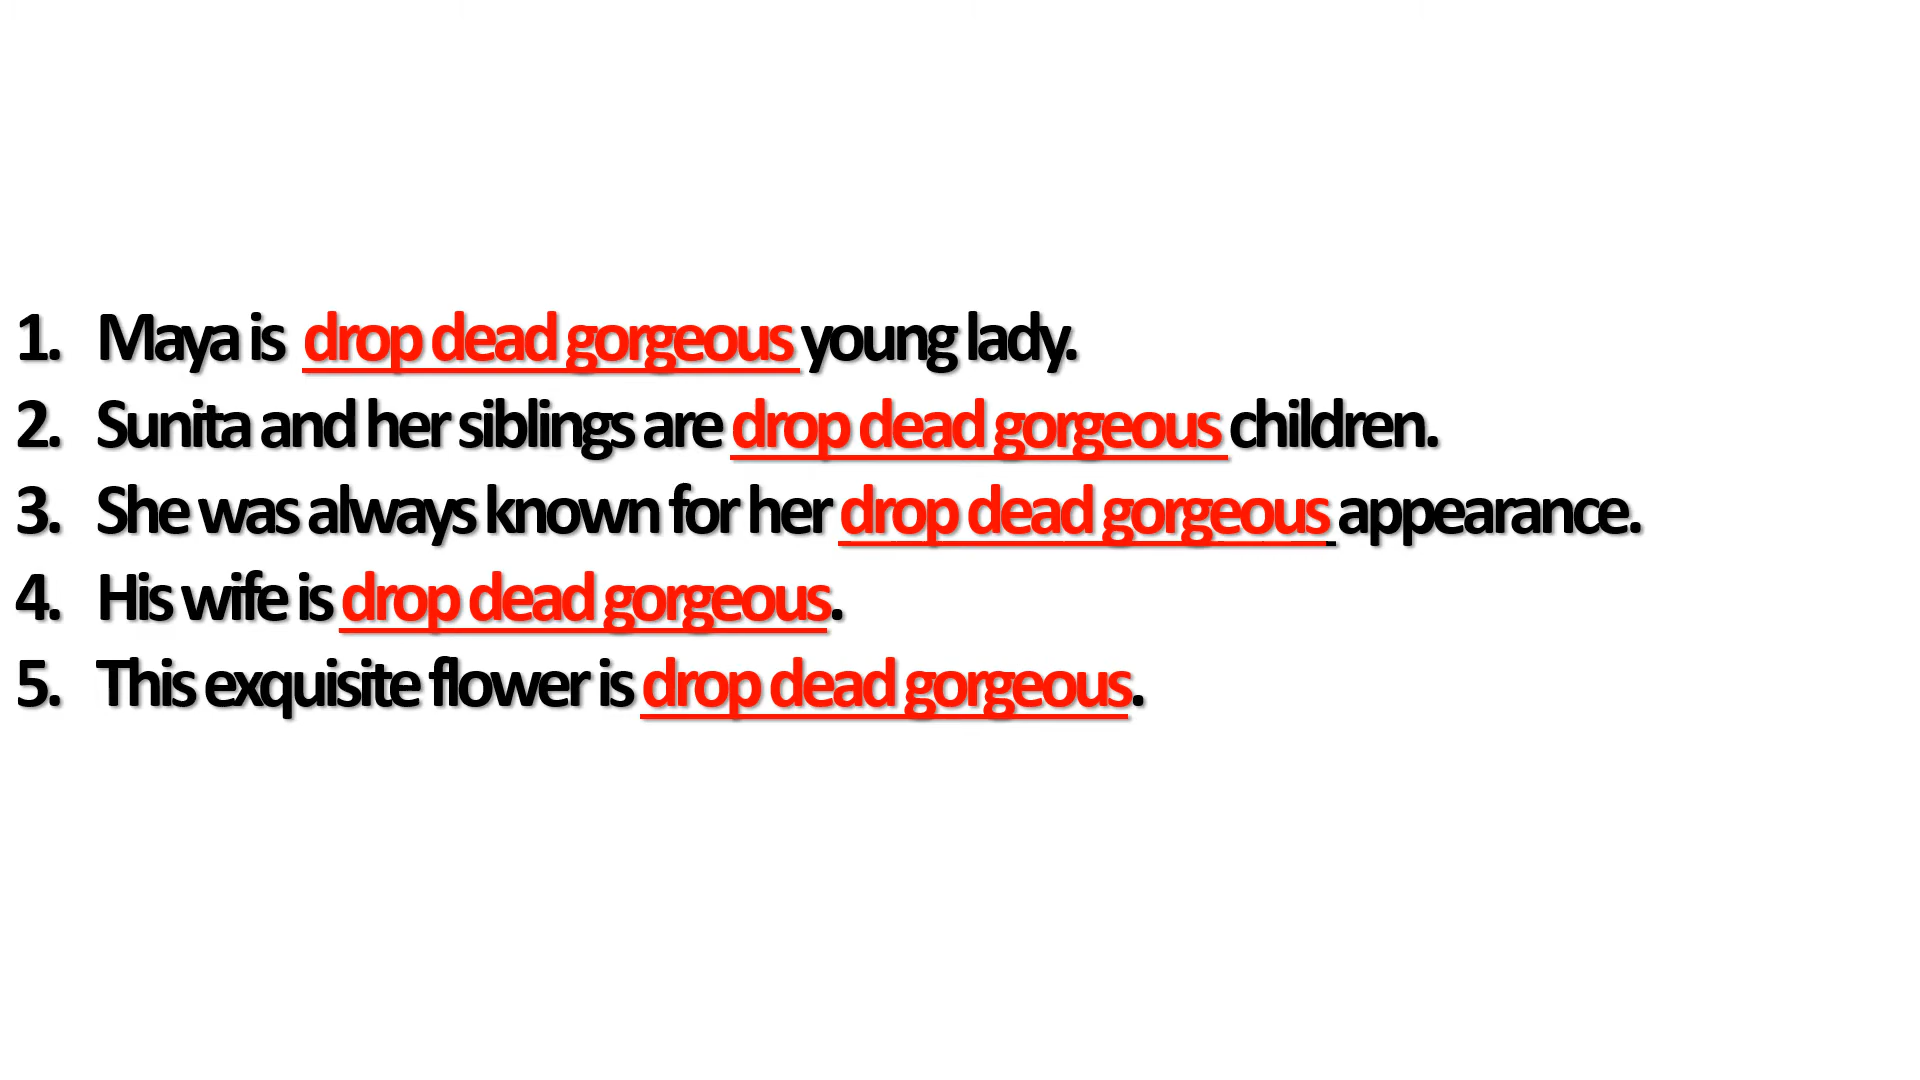 1. Maya is drop dead gorgeous young lady.
2. Sunita and her siblings are drop dead gorgeous children.
3. She was always known for her drop dead gorgeous appearance.
4. His wife is drop dead gorgeous.
5. This exquisite flower is drop dead gorgeous.